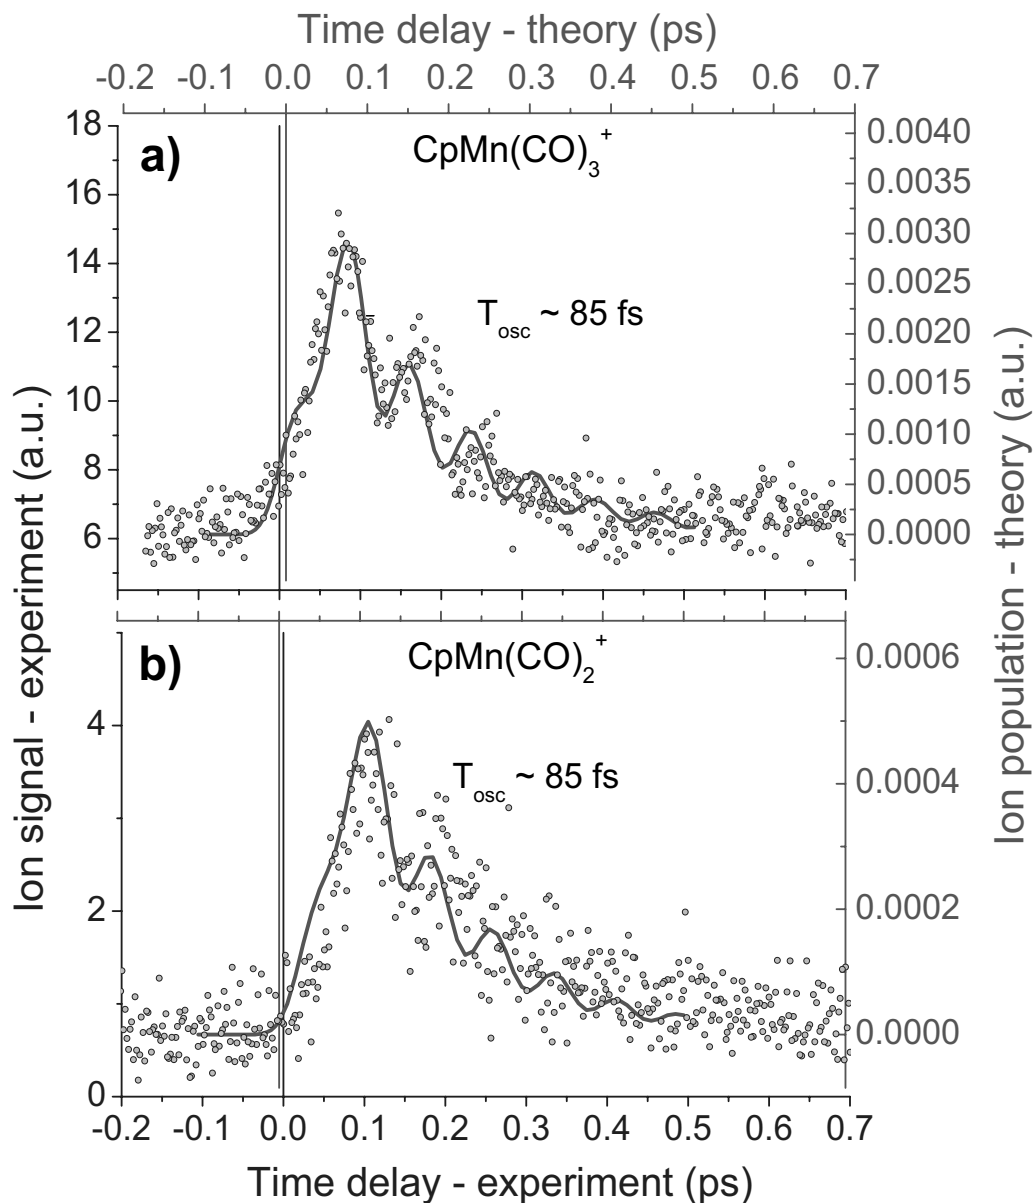 Time delay - theory (ps)
-0.2 -0.1 0.0 0.1 0.2 0.3 0.4 0.5 0.6 0.7
a)
CpMn(CO)3+
Tosc ~ 85 fs
18
16
14
12
10
8
6
0.0040
0.0035
0.0030
0.0025
0.0020
0.0015
0.0010
0.0005
0.0000
Ion signal - experiment (a.u.)
Ion population - theory (a.u.)
b)
CpMn(CO)2+
Tosc ~ 85 fs
4
2
0
0.0006
0.0004
0.0002
0.0000
-0.2 -0.1 0.0 0.1 0.2 0.3 0.4 0.5 0.6 0.7
Time delay - experiment (ps)